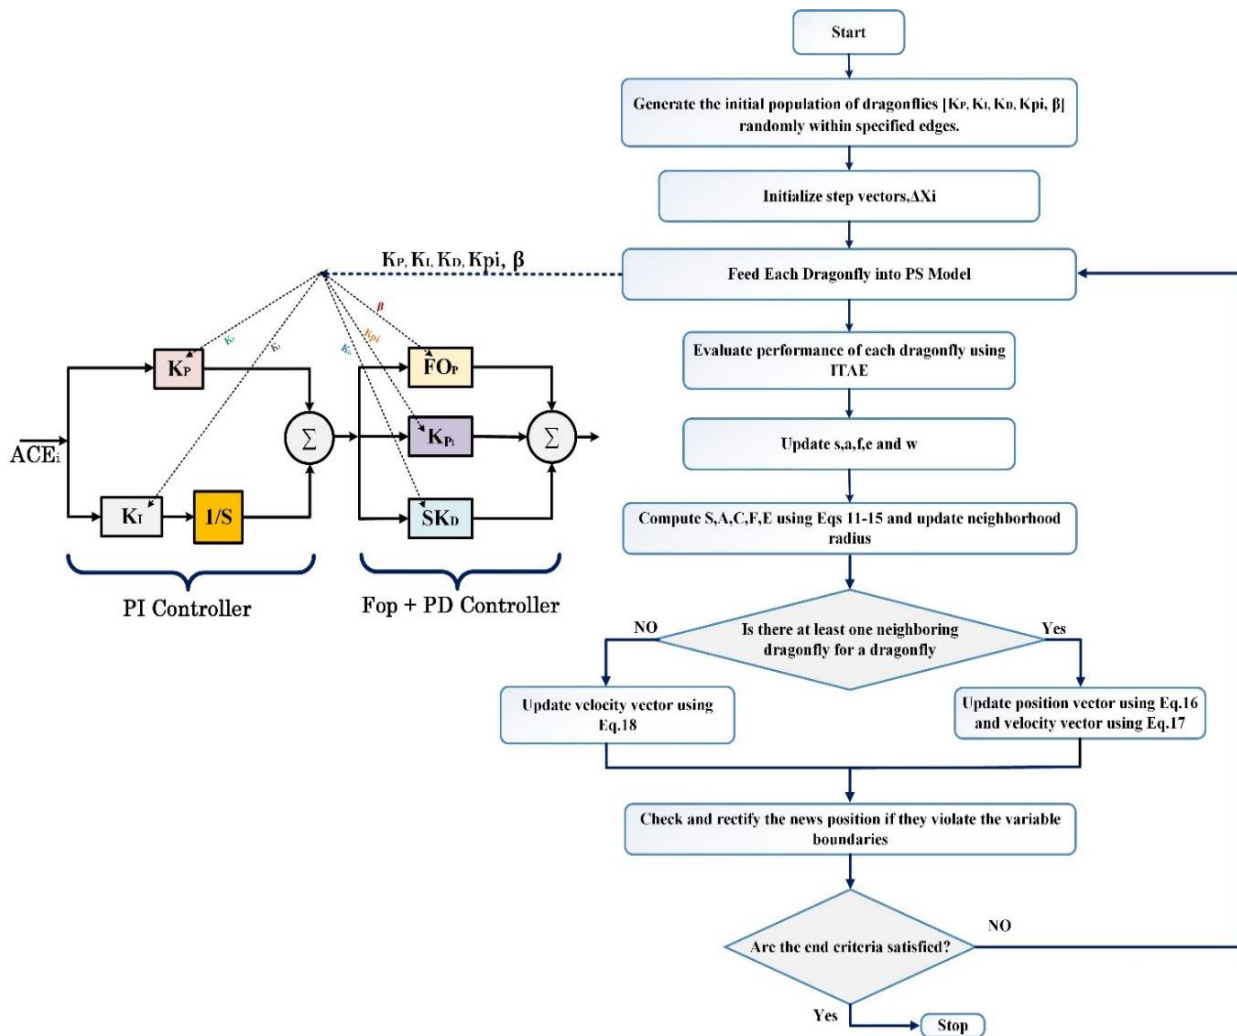 Start
Generate the initial population of dragonflies [KP, KI, KD, Kpi, β]
randomly within specified edges.
Initialize step vectors,ΔXi
KP, KI, KD, Kpi, β
Feed Each Dragonfly into PS Model
β
Kpi
KP
FOP
Evaluate performance of each dragonfly using
ITAE
ACEi
Σ
KPi
Σ
Update s,a,f,e and w
KI
1/S
SKD
Compute S,A,C,F,E using Eqs 11-15 and update neighborhood
radius
PI Controller
Fop + PD Controller
NO
Is there at least one neighboring
dragonfly for a dragonfly
Yes
Update velocity vector using
Eq.18
Update position vector using Eq.16
and velocity vector using Eq.17
Check and rectify the news position if they violate the variable
boundaries
Are the end criteria satisfied?
NO
Yes
Stop